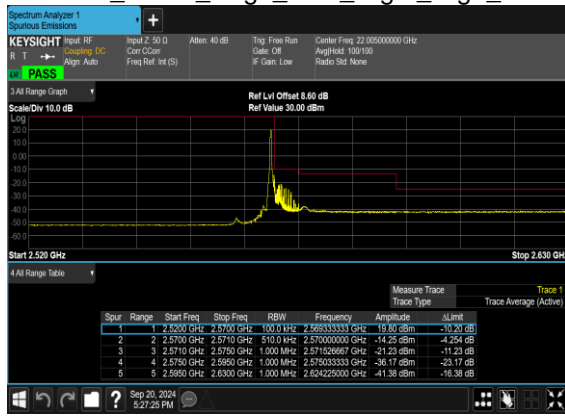 Spectrum Analyzer 1
Spurious Emissions
KEYSIGHT Input: RF Input Z: 50 Ω Atten: 40 dB Trig: Free Run Center Freq: 22.005000000 GHz
R T Coupling: DC Corr CCorr Gate: Off Avg|Hold: 100/100
Align: Auto Freq Ref: Int (S) IF Gain: Low Radio Std: None
PASS
3 All Range Graph
Ref Lvl Offset 8.60 dB
Scale/Div 10.0 dB Ref Value 30.00 dBm
Log
20.0
10.0
0.00
-10.0
-20.0
-30.0
-40.0
-50.0
-60.0
Start 2.520 GHz Stop 2.630 GH
4 All Range Table
Measure Trace Trace 1
Trace Type Trace Average (Active)
Spur Range Start Freq Stop Freq RBW Frequency Amplitude ΔLimit
1 1 2.5200 GHz 2.5700 GHz 100.0 kHz 2.569333333 GHz 19.80 dBm -10.20 dB
2 2 2.5700 GHz 2.5710 GHz 510.0 kHz 2.570000000 GHz -14.25 dBm -4.254 dB
3 3 2.5710 GHz 2.5750 GHz 1.000 MHz 2.571526667 GHz -21.23 dBm -11.23 dB
4 4 2.5750 GHz 2.5950 GHz 1.000 MHz 2.575033333 GHz -36.17 dBm -23.17 dB
5 5 2.5950 GHz 2.6300 GHz 1.000 MHz 2.624225000 GHz -41.38 dBm -16.38 dB
Sep 20, 2024
5:27:25 PM